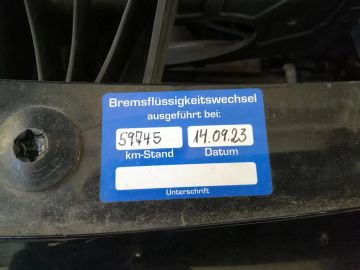 Bremsflüssigkeitswechsel
ausgeführt bei:
59745 14.09.23
km-Stand Datum
Unterschrift